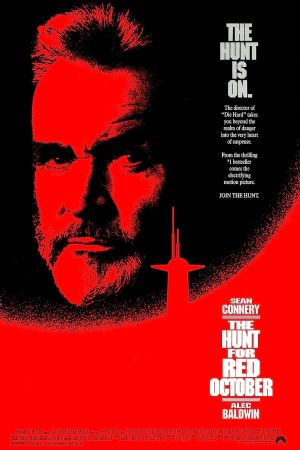 THE
HUNT
IS
ON.
The director of
"Die Hard" takes
you beyond the
realm of danger
into the very heart
of suspense.
From the thrilling
#1 bestseller
comes the
electrifying
motion picture.
JOIN THE HUNT.
SEAN
CONNERY
THE
HUNT
FOR
RED
OCTOBER
ALEC
BALDWIN